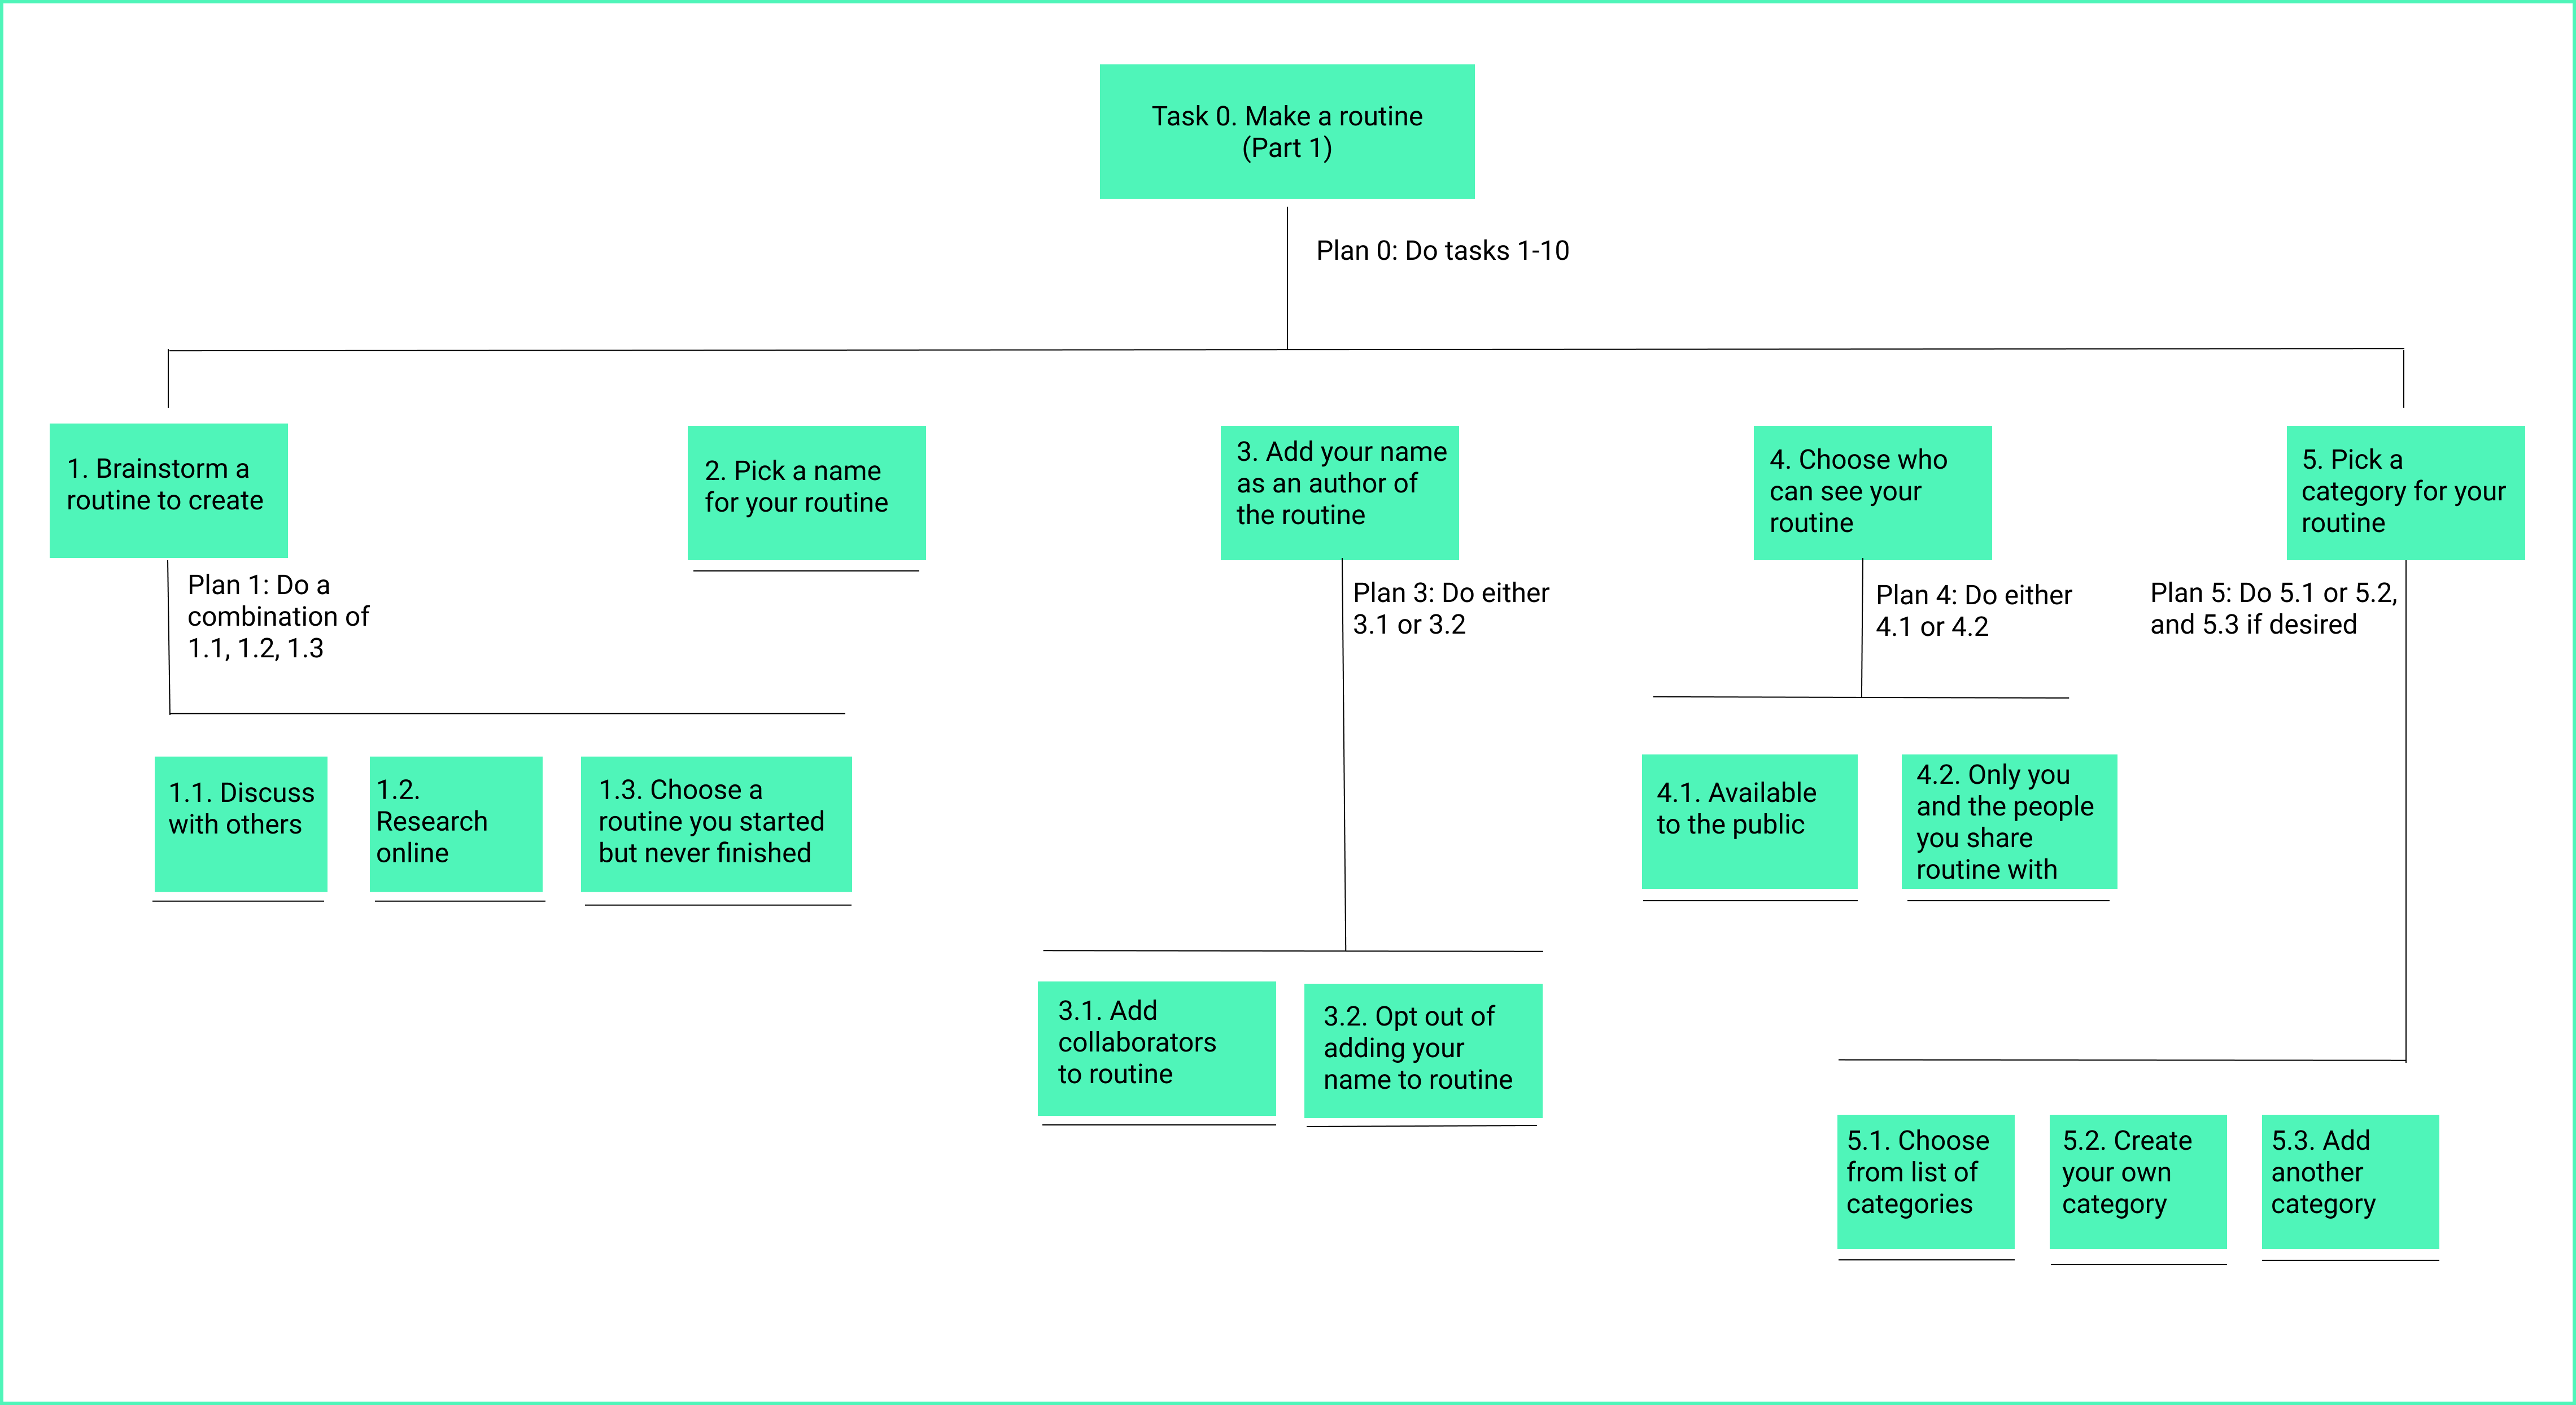 Task 0. Make a routine
(Part 1)
Plan 0: Do tasks 1-10
1. Brainstorm a
routine to create
2. Pick a name
for your routine
3. Add your name
as an author of
the routine
4. Choose who
can see your
routine
5. Pick a
category for your
routine
Plan 1: Do a
combination of
1.1, 1.2, 1.3
Plan 3: Do either
3.1 or 3.2
Plan 4: Do either
4.1 or 4.2
Plan 5: Do 5.1 or 5.2,
and 5.3 if desired
1.1. Discuss
with others
1.2.
Research
online
1.3. Choose a
routine you started
but never finished
4.1. Available
to the public
4.2. Only you
and the people
you share
routine with
3.1. Add
collaborators
to routine
3.2. Opt out of
adding your
name to routine
5.1. Choose
from list of
categories
5.2. Create
your own
category
5.3. Add
another
category